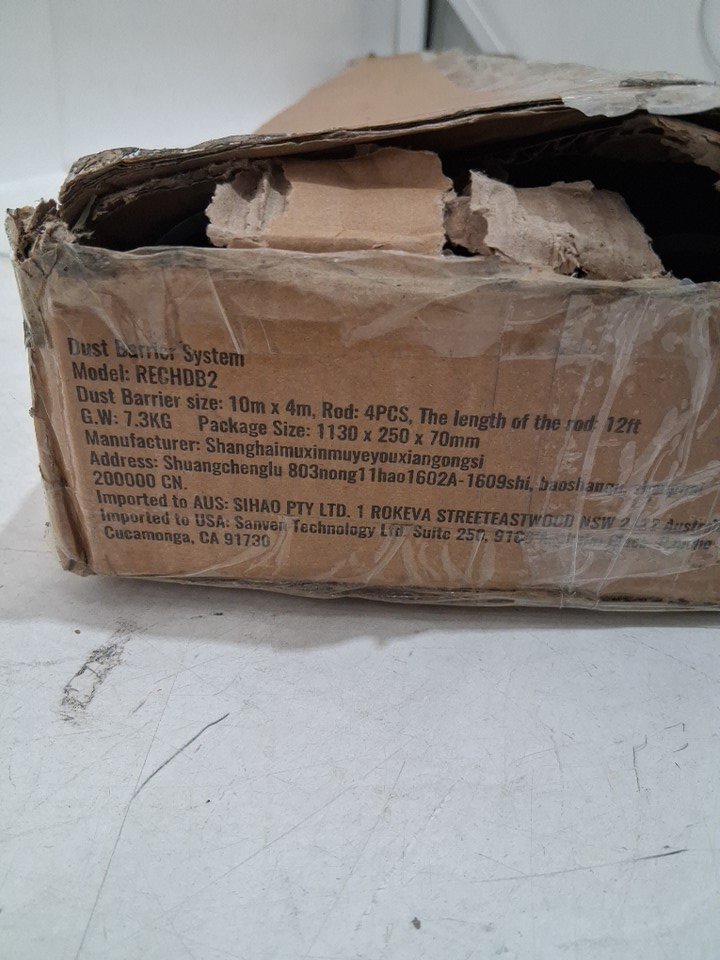 Dust Barrier System
Model: RECHDB2
Dust Barrier size: 10m x 4m, Rod: 4PCS, The length of the rod: 12ft
G.W: 7.3KG Package Size: 1130 x 250 x 70mm
Manufacturer: Shanghaimuxinmuyeyouxiangongsi
Address: Shuangchenglu 803nong11hao1602A-1609shi,
200000 CN.
Imported to AUS: SIHAO PTY LTD. 1 ROKEVA STREETEASTWOOD NSW
Imported to USA: Sanven Technology Ltd. Suite 250,
Cucamonga, CA 91730